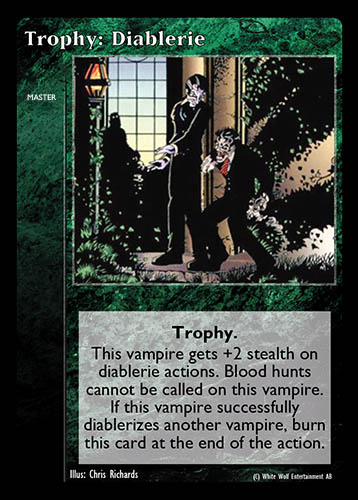 Trophy: Diablerie
MASTER
Trophy.
This vampire gets +2 stealth on
diablerie actions. Blood hunts
cannot be called on this vampire.
If this vampire successfully
diablerizes another vampire, burn
this card at the end of the action.
Illus: Chris Richards
(C) White Wolf Entertainment AB